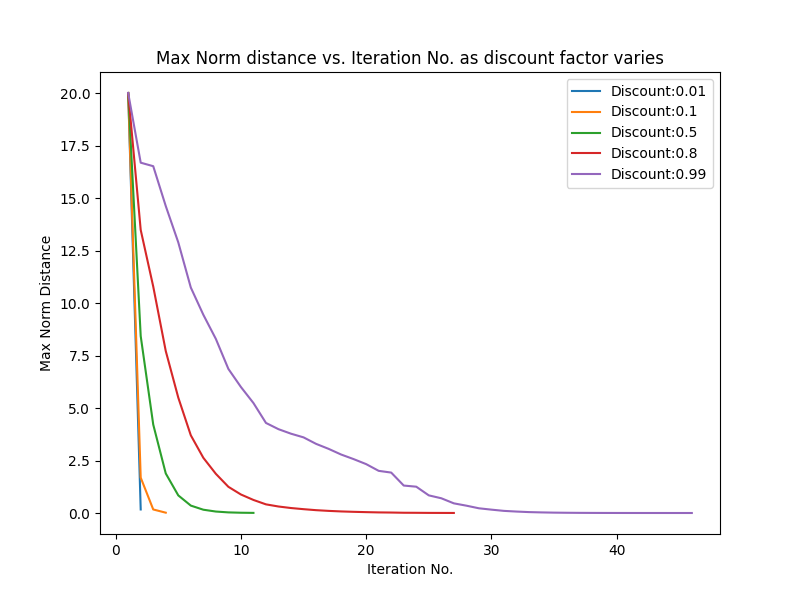 Max Norm distance vs. Iteration No. as discount factor varies
Discount:0.01
Discount:0.1
Discount:0.5
Discount:0.8
Discount:0.99
20.0
17.5
15.0
12.5
10.0
7.5
5.0
2.5
0.0
Max Norm Distance
0 10 20 30 40
Iteration No.